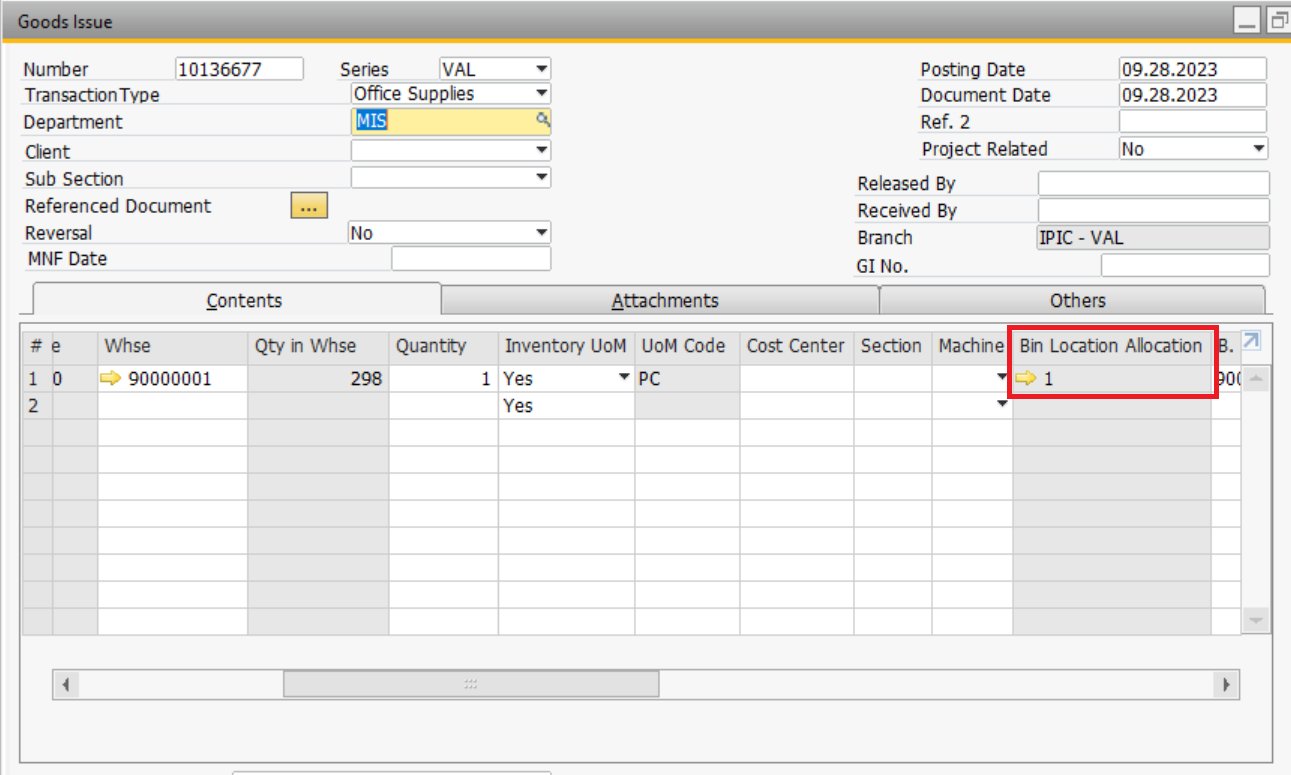 Goods Issue
Number 10136677 Series VAL Posting Date 09.28.2023
Transaction Type Office Supplies Document Date 09.28.2023
Department MIS Ref. 2
Client Project Related No
Sub Section Released By
Referenced Document ... Received By
Reversal No Branch IPIC - VAL
MNF Date GI No.
Contents Attachments Others
# e Whse Qty in Whse Quantity Inventory UoM UoM Code Cost Center Section Machine Bin Location Allocation B.
1 0 90000001 298 1 Yes PC 1 900
2 Yes